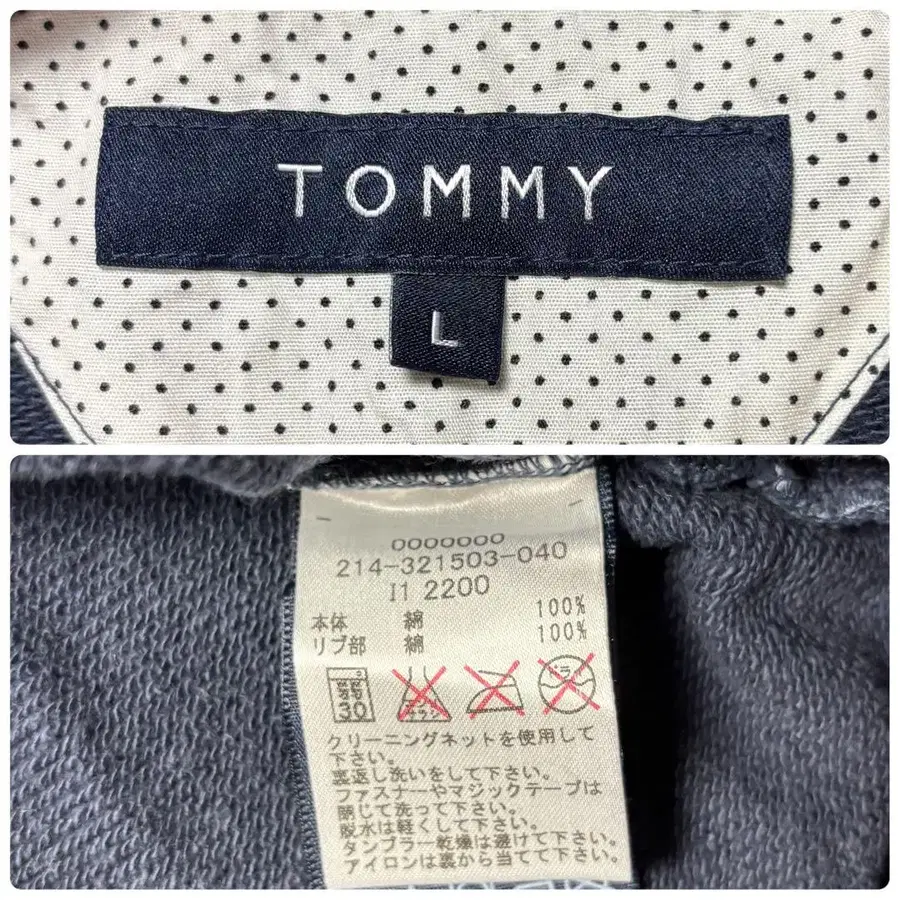 TOMMY
L
0000000
214-321503-040
I1 2200
本体 綿 100%
リブ部 綿 100%
30
クリーニングネットを使用して
下さい。
裏返し洗いをして下さい。
ファスナーやマジックテープは
閉じて洗って下さい。
脱水は軽くして下さい。
タンブラー乾燥は避けて下さい。
アイロンは裏から当てて下さい。